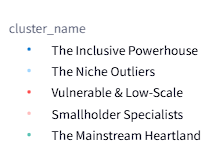 cluster_name
The Inclusive Powerhouse
The Niche Outliers
Vulnerable & Low-Scale
Smallholder Specialists
The Mainstream Heartland